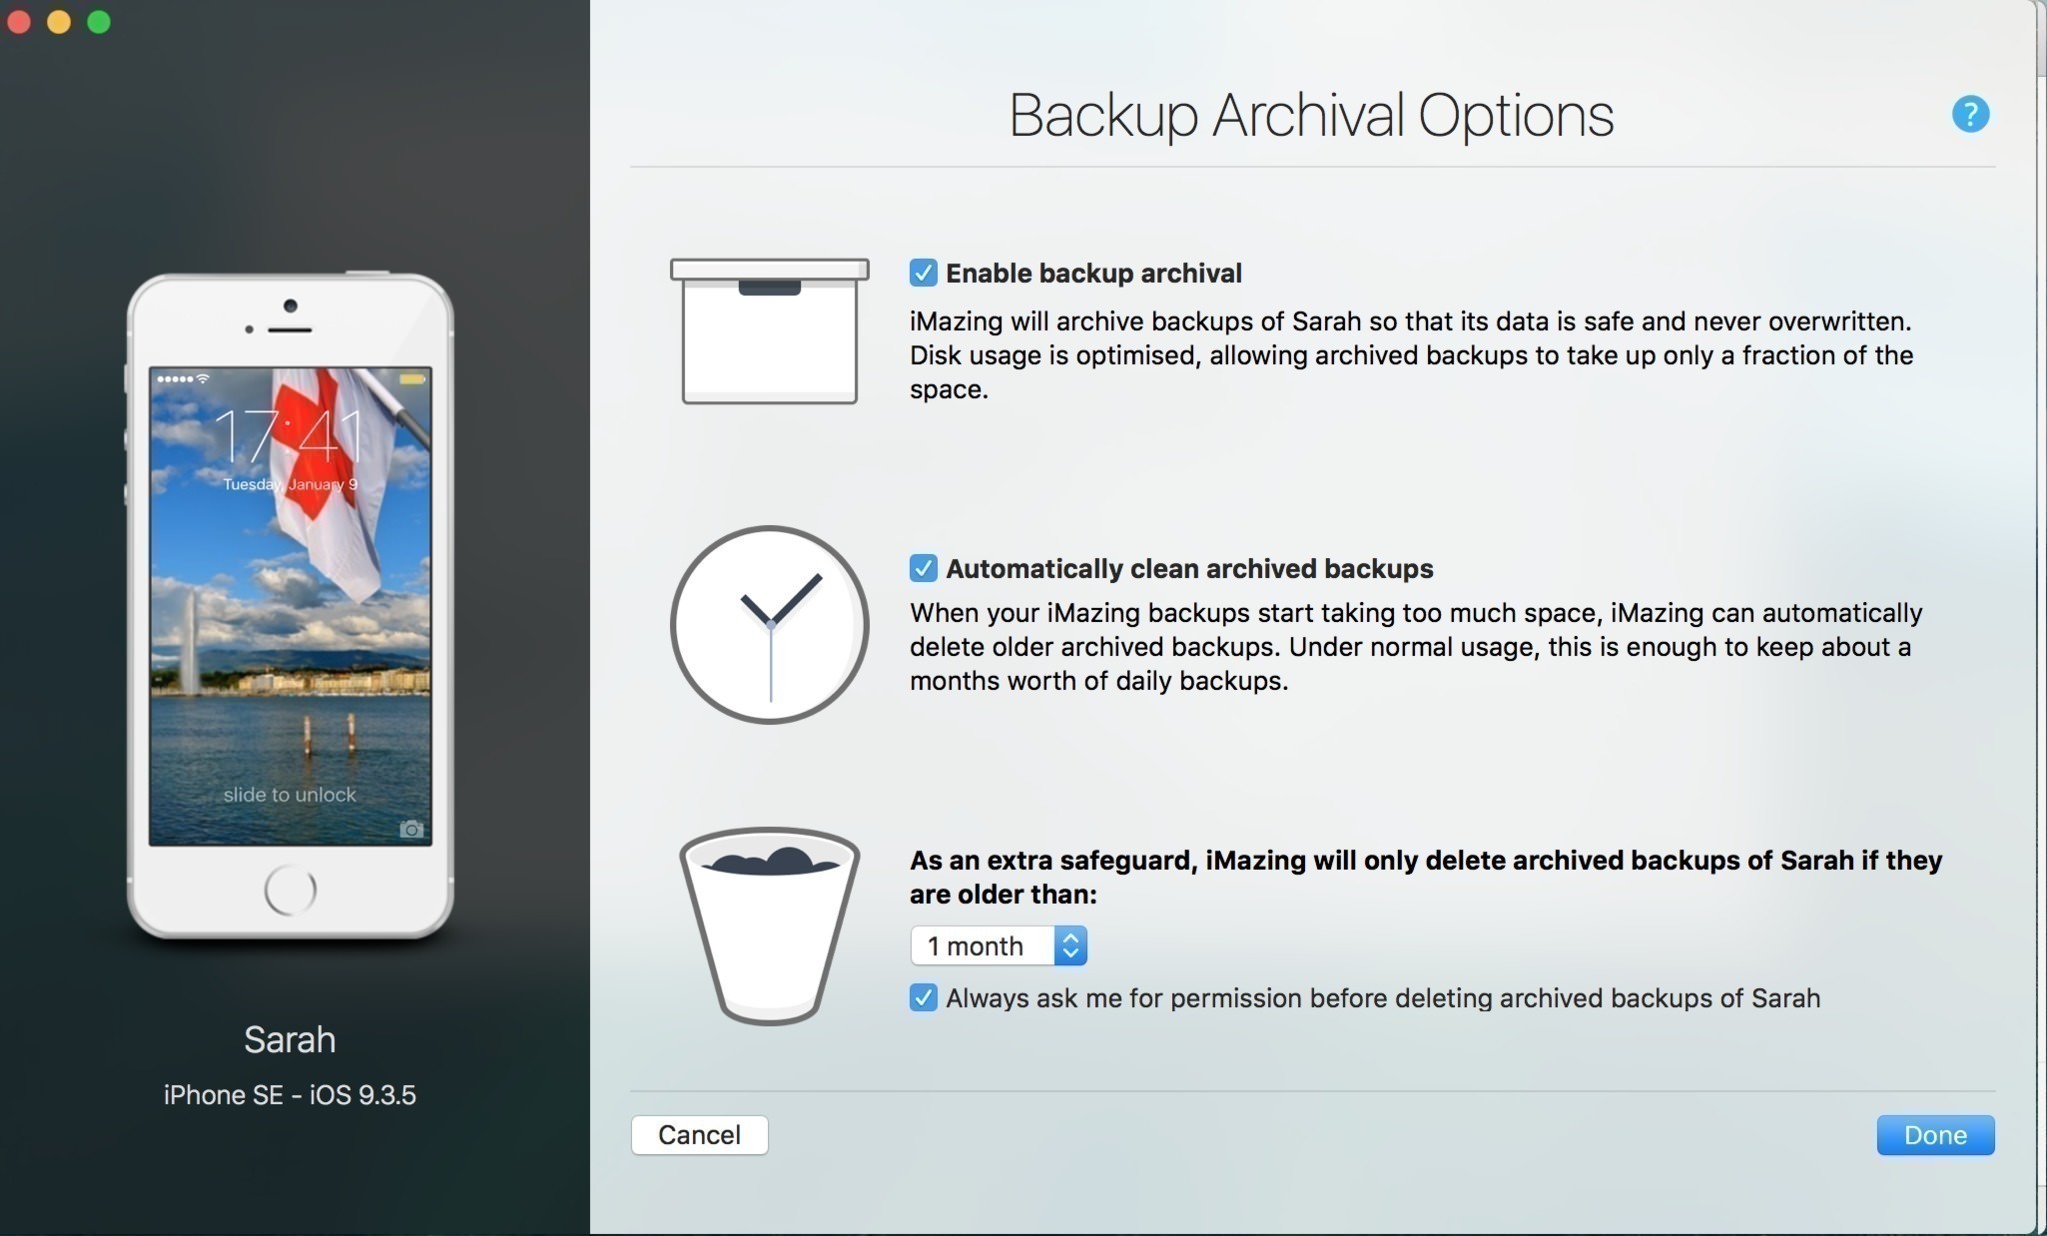 Backup Archival Options
?
17:41
Tuesday, January 9
slide to unlock
Sarah
iPhone SE - iOS 9.3.5
Enable backup archival
iMazing will archive backups of Sarah so that its data is safe and never overwritten.
Disk usage is optimised, allowing archived backups to take up only a fraction of the
space.
Automatically clean archived backups
When your iMazing backups start taking too much space, iMazing can automatically
delete older archived backups. Under normal usage, this is enough to keep about a
months worth of daily backups.
As an extra safeguard, iMazing will only delete archived backups of Sarah if they
are older than:
1 month
Always ask me for permission before deleting archived backups of Sarah
Cancel
Done